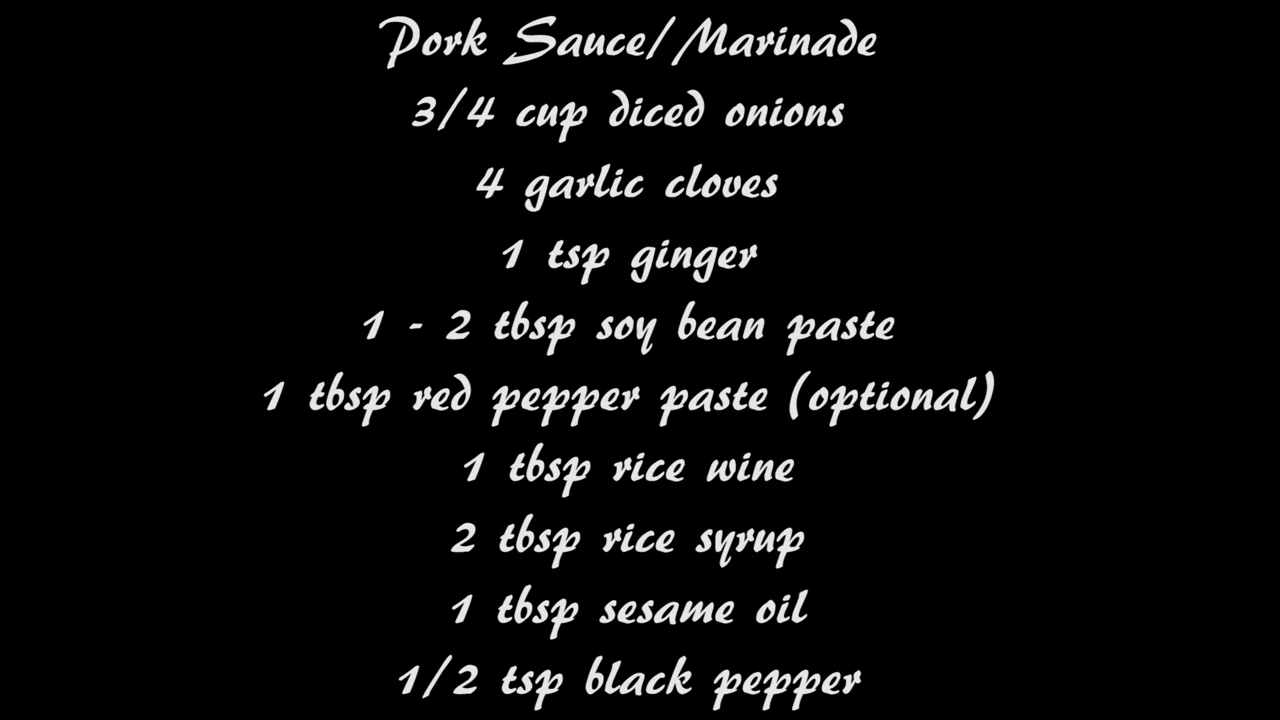 Pork Sauce/Marinade
3/4 cup diced onions
4 garlic cloves
1 tsp ginger
1 - 2 tbsp soy bean paste
1 tbsp red pepper paste (optional)
1 tbsp rice wine
2 tbsp rice syrup
1 tbsp sesame oil
1/2 tsp black pepper